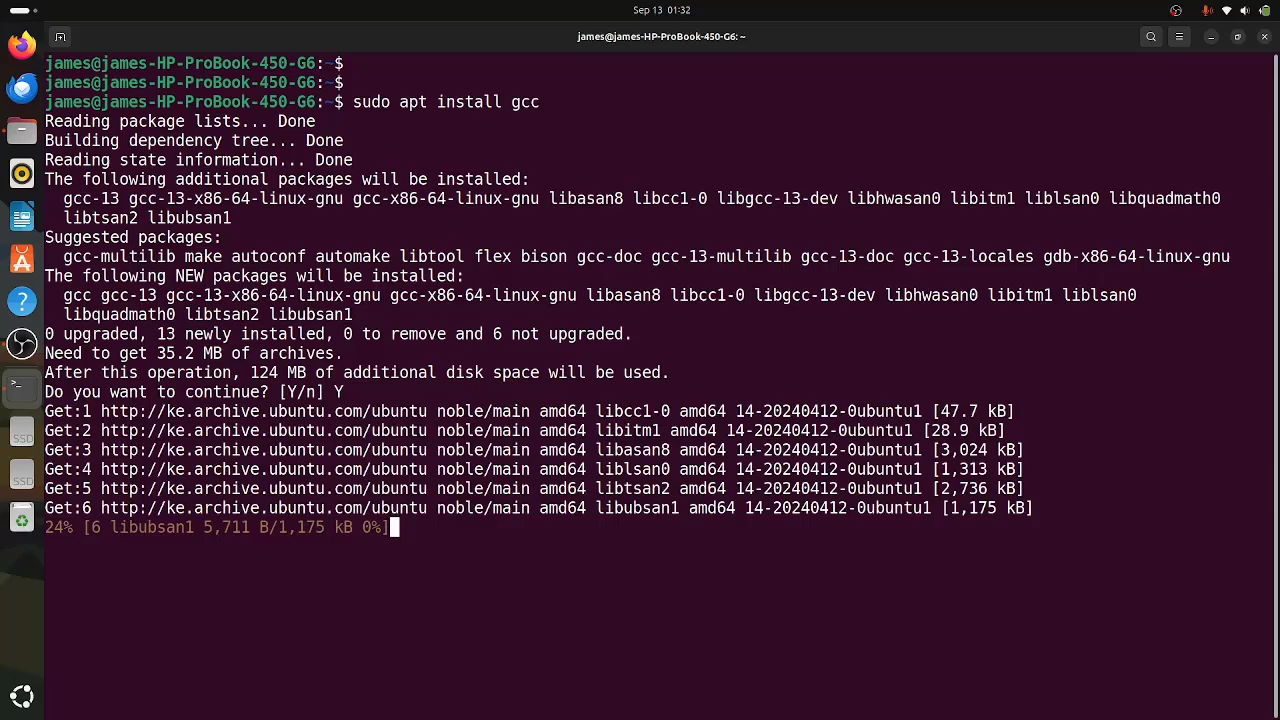 Sep 13 01:32
james@james-HP-ProBook-450-G6: ~
james@james-HP-ProBook-450-G6:~$
james@james-HP-ProBook-450-G6:~$
james@james-HP-ProBook-450-G6:~$ sudo apt install gcc
Reading package lists... Done
Building dependency tree... Done
Reading state information... Done
The following additional packages will be installed:
gcc-13 gcc-13-x86-64-linux-gnu gcc-x86-64-linux-gnu libasan8 libcc1-0 libgcc-13-dev libhwasan0 libitm1 liblsan0 libquadmath0
libtsan2 libubsan1
Suggested packages:
gcc-multilib make autoconf automake libtool flex bison gcc-doc gcc-13-multilib gcc-13-doc gcc-13-locales gdb-x86-64-linux-gnu
The following NEW packages will be installed:
gcc gcc-13 gcc-13-x86-64-linux-gnu gcc-x86-64-linux-gnu libasan8 libcc1-0 libgcc-13-dev libhwasan0 libitm1 liblsan0
libquadmath0 libtsan2 libubsan1
0 upgraded, 13 newly installed, 0 to remove and 6 not upgraded.
Need to get 35.2 MB of archives.
After this operation, 124 MB of additional disk space will be used.
Do you want to continue? [Y/n] Y
Get:1 http://ke.archive.ubuntu.com/ubuntu noble/main amd64 libcc1-0 amd64 14-20240412-0ubuntu1 [47.7 kB]
Get:2 http://ke.archive.ubuntu.com/ubuntu noble/main amd64 libitm1 amd64 14-20240412-0ubuntu1 [28.9 kB]
Get:3 http://ke.archive.ubuntu.com/ubuntu noble/main amd64 libasan8 amd64 14-20240412-0ubuntu1 [3,024 kB]
Get:4 http://ke.archive.ubuntu.com/ubuntu noble/main amd64 liblsan0 amd64 14-20240412-0ubuntu1 [1,313 kB]
Get:5 http://ke.archive.ubuntu.com/ubuntu noble/main amd64 libtsan2 amd64 14-20240412-0ubuntu1 [2,736 kB]
Get:6 http://ke.archive.ubuntu.com/ubuntu noble/main amd64 libubsan1 amd64 14-20240412-0ubuntu1 [1,175 kB]
24% [6 libubsan1 5,711 B/1,175 kB 0%]
SSD
SSD